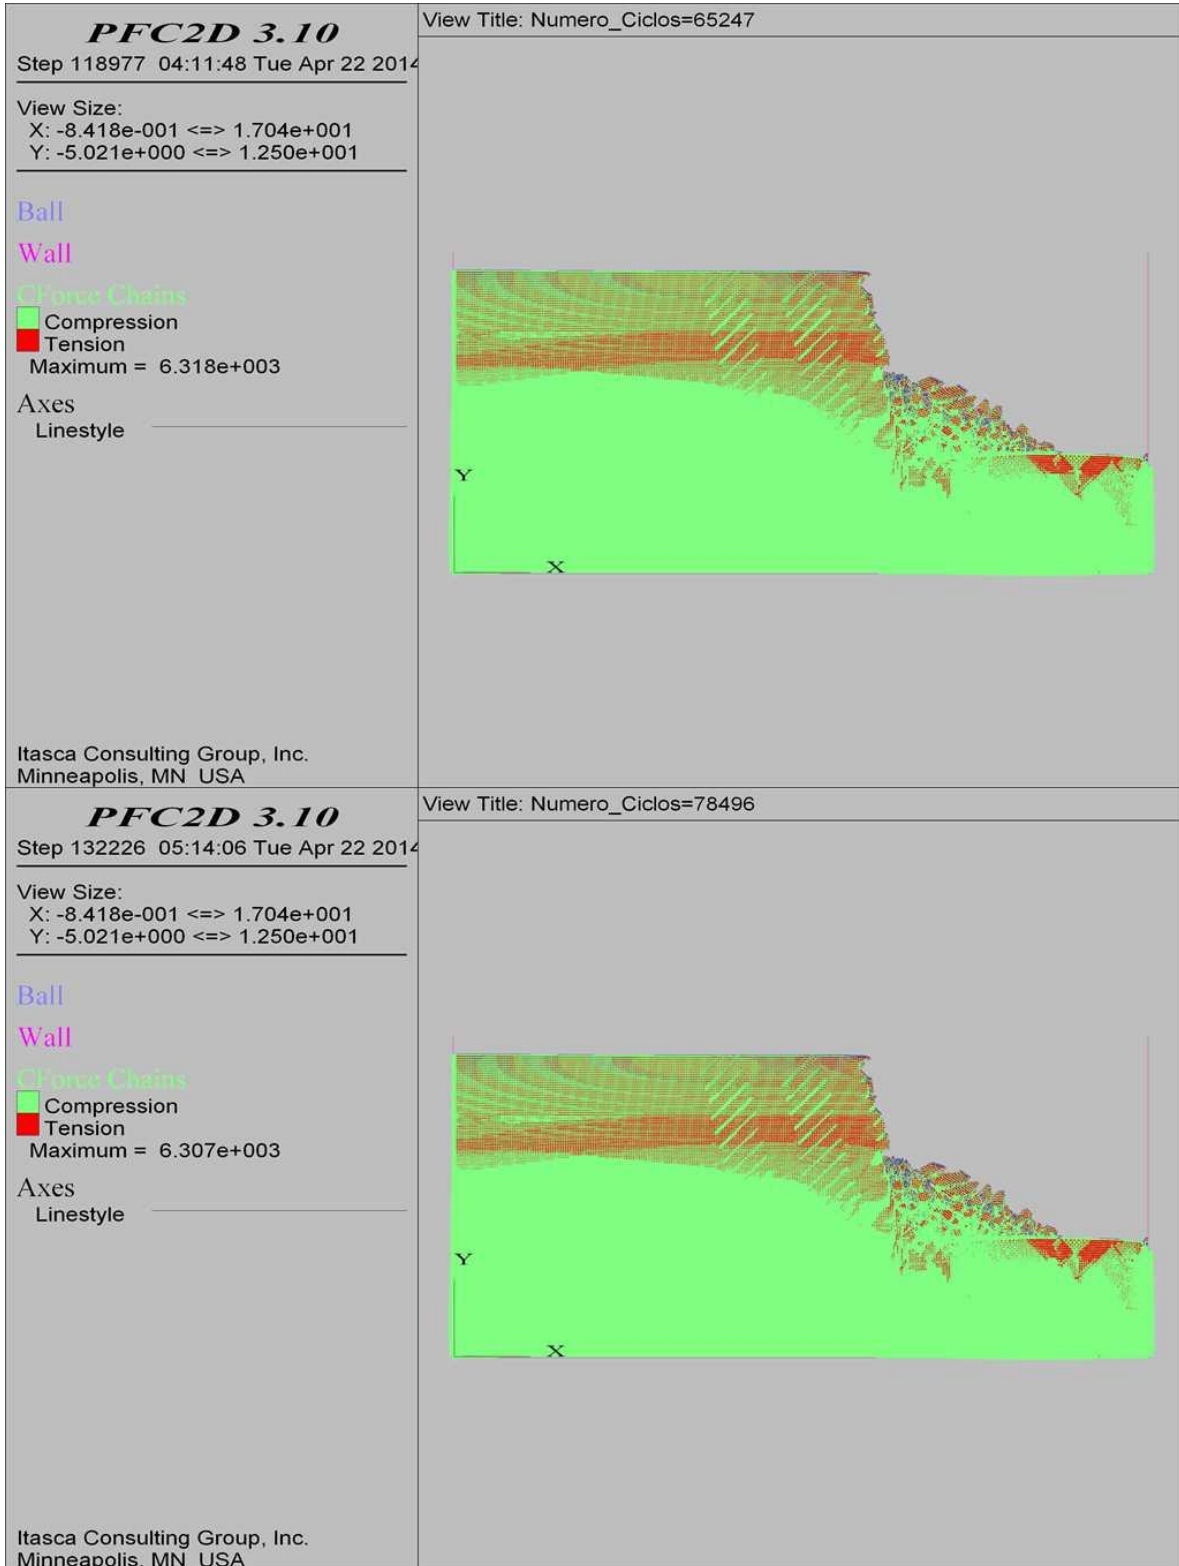 PFC2D 3.10
Step 118977 04:11:48 Tue Apr 22 2014
View Size:
X: -8.418e-001 <=> 1.704e+001
Y: -5.021e+000 <=> 1.250e+001
Ball
Wall
CForce Chains
Compression
Tension
Maximum = 6.318e+003
Axes
Linestyle
Itasca Consulting Group, Inc.
Minneapolis, MN USA
View Title: Numero_Ciclos=65247
Y
X
PFC2D 3.10
Step 132226 05:14:06 Tue Apr 22 2014
View Size:
X: -8.418e-001 <=> 1.704e+001
Y: -5.021e+000 <=> 1.250e+001
Ball
Wall
CForce Chains
Compression
Tension
Maximum = 6.307e+003
Axes
Linestyle
Itasca Consulting Group, Inc.
Minneapolis, MN USA
View Title: Numero_Ciclos=78496
Y
X